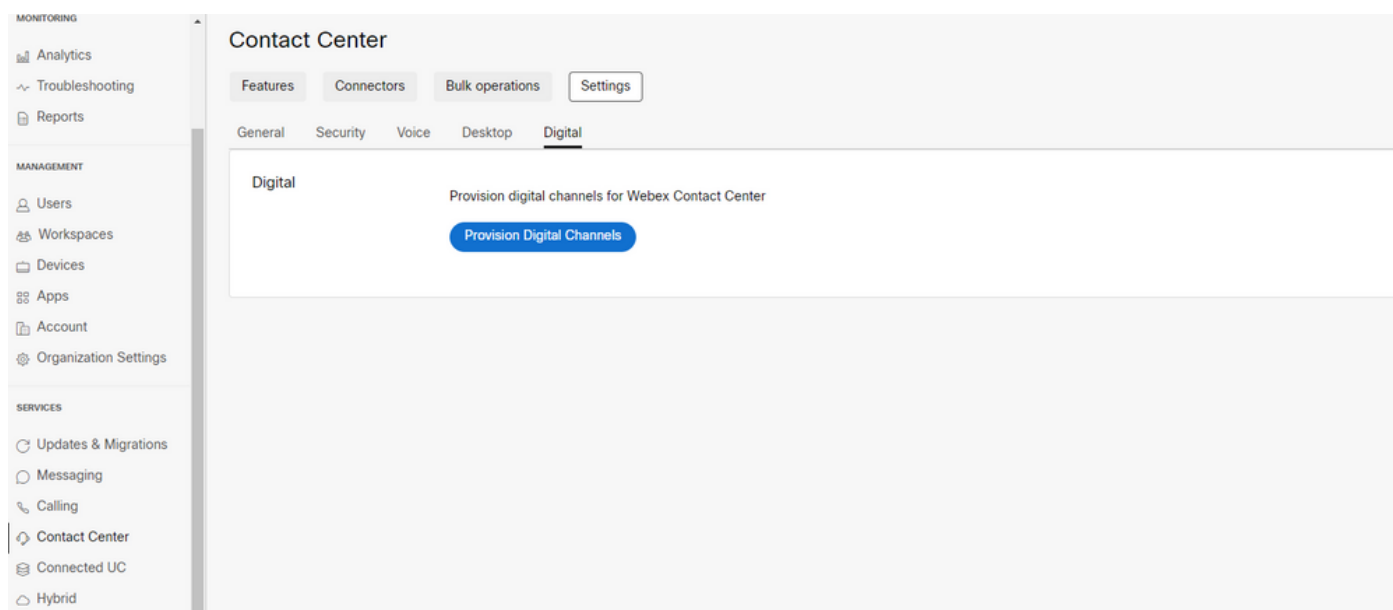 MONITORING
Analytics
Troubleshooting
Reports
MANAGEMENT
Users
Workspaces
Devices
Apps
Account
Organization Settings
SERVICES
Updates & Migrations
Messaging
Calling
Contact Center
Connected UC
Hybrid
Contact Center
Features Connectors Bulk operations Settings
General Security Voice Desktop Digital
Digital
Provision digital channels for Webex Contact Center
Provision Digital Channels